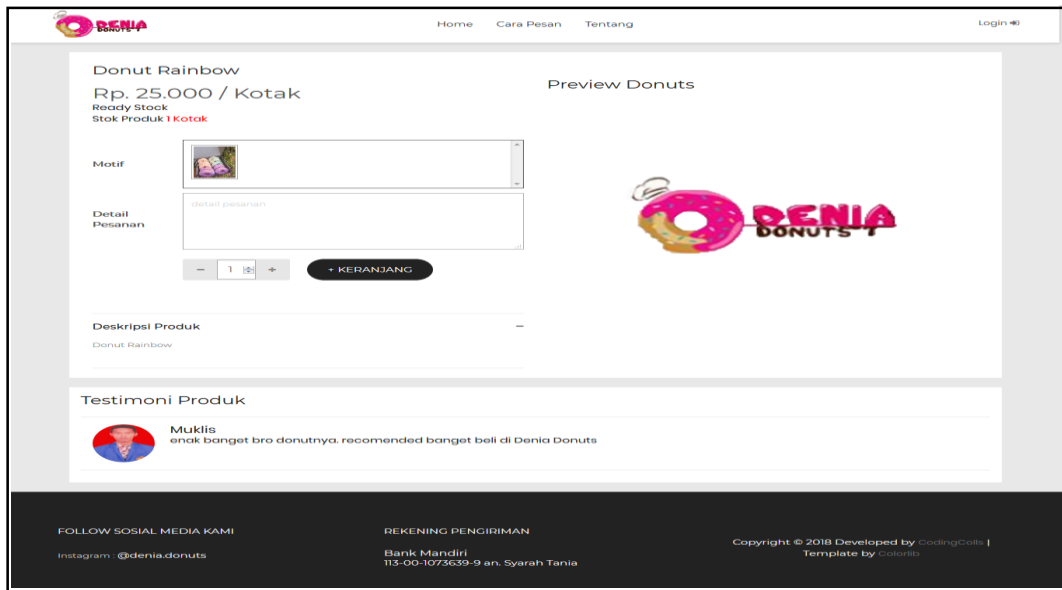 DENIA
DONUTS
Home Cara Pesan Tentang
Login
Donut Rainbow
Rp. 25.000 / Kotak
Ready Stock
Stok Produk 1 Kotak
Motif
Detail
Pesanan
detail pesanan
− 1 +
+ KERANJANG
Deskripsi Produk −
Donut Rainbow
Preview Donuts
DENIA
DONUTS
Testimoni Produk
Muklis
enak banget bro donutnya. recomended banget beli di Denia Donuts
FOLLOW SOSIAL MEDIA KAMI
Instagram : @denia.donuts
REKENING PENGIRIMAN
Bank Mandiri
113-00-1073639-9 an. Syarah Tania
Copyright © 2018 Developed by CodingColls |
Template by Colorlib